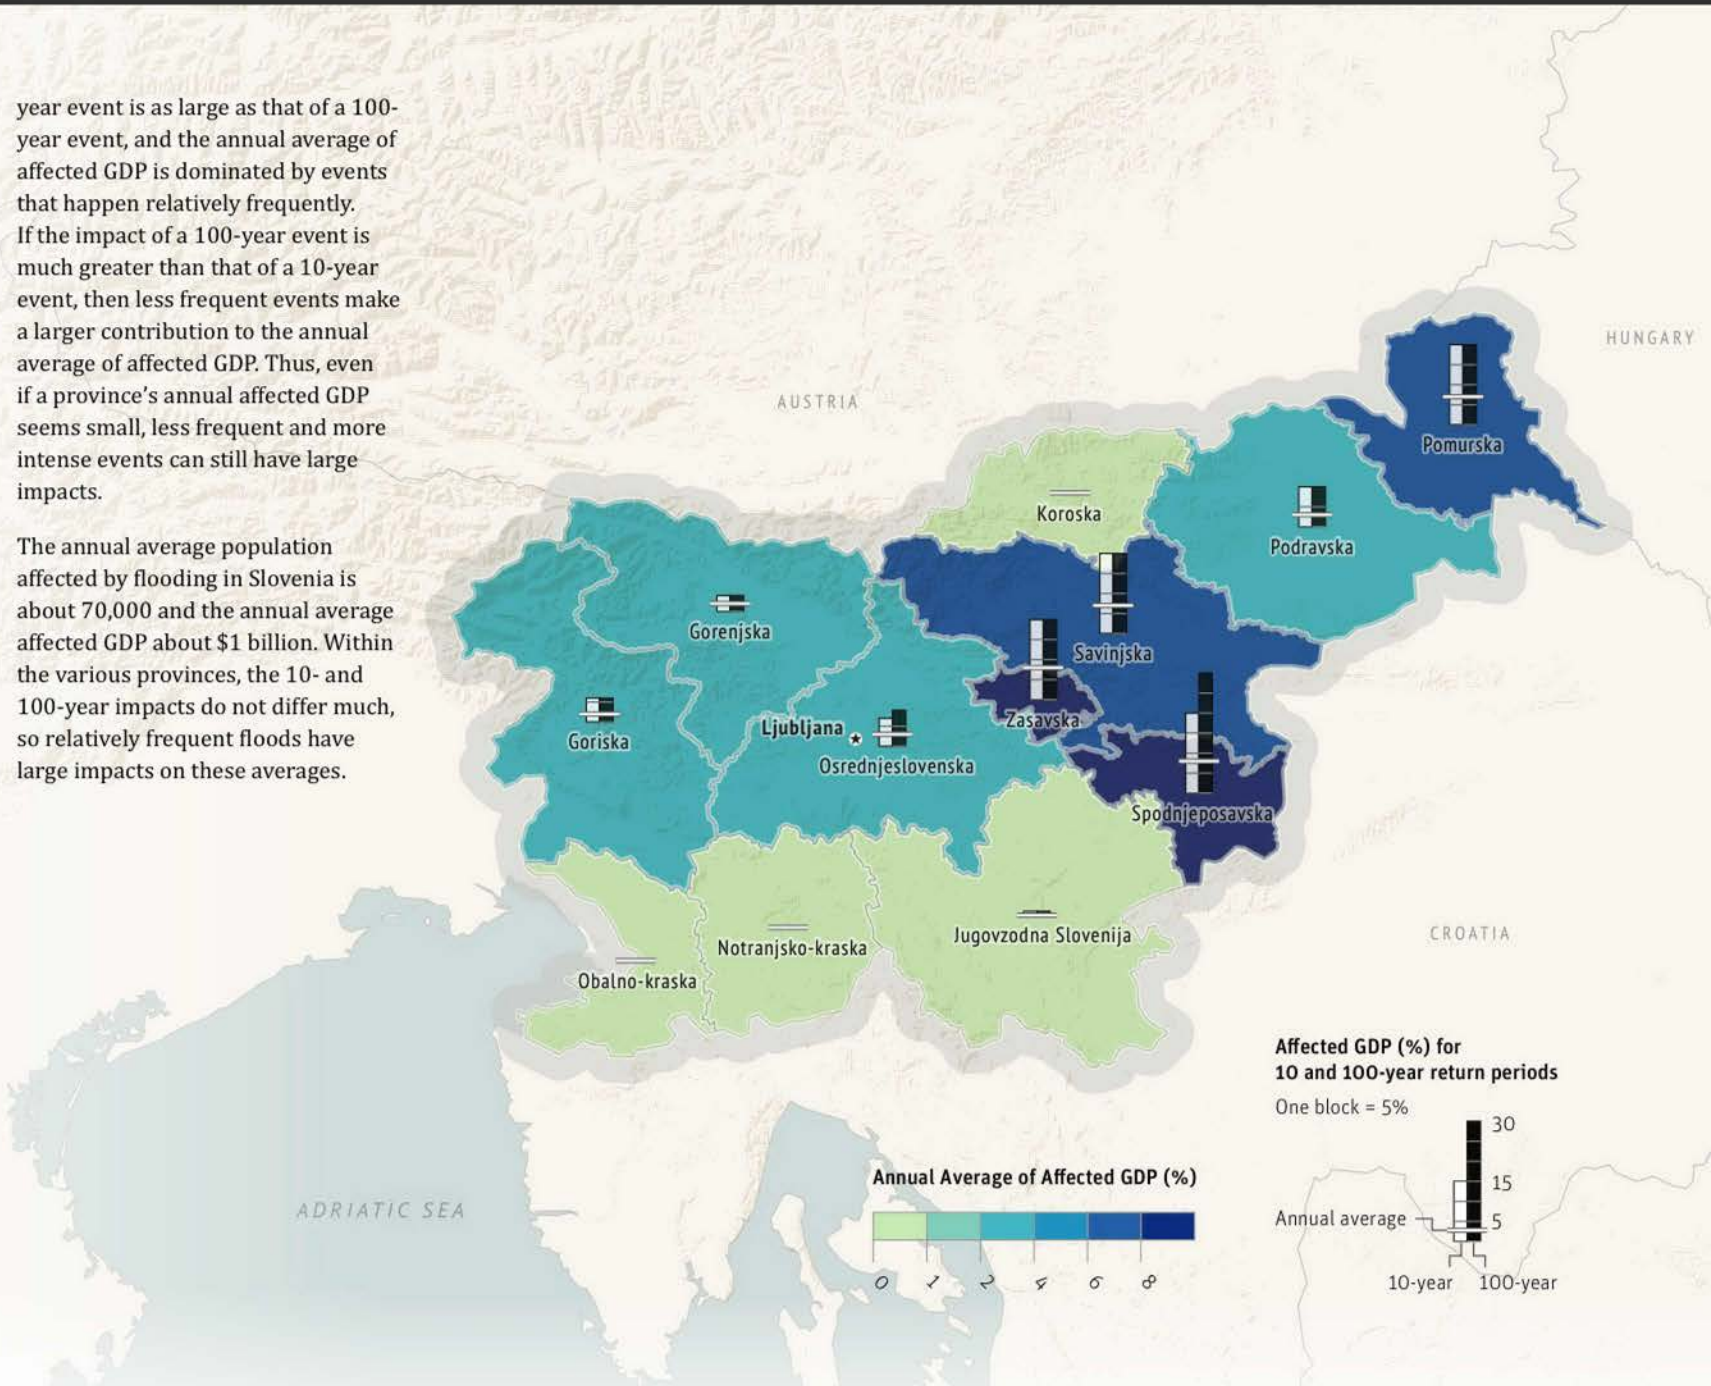 year event is as large as that of a 100-
year event, and the annual average of
affected GDP is dominated by events
that happen relatively frequently.
If the impact of a 100-year event is
much greater than that of a 10-year
event, then less frequent events make
a larger contribution to the annual
average of affected GDP. Thus, even
if a province's annual affected GDP
seems small, less frequent and more
intense events can still have large
impacts.
The annual average population
affected by flooding in Slovenia is
about 70,000 and the annual average
affected GDP about $1 billion. Within
the various provinces, the 10- and
100-year impacts do not differ much,
so relatively frequent floods have
large impacts on these averages.
HUNGARY
AUSTRIA
Pomurska
Koroska
Podravska
Gorenjska
Savinjska
Goriska
Ljubljana
Zasavska
Osrednjeslovenska
Spodnjeposavska
Notranjsko-kraska
Jugovzodna Slovenija
Obalno-kraska
CROATIA
ADRIATIC SEA
Annual Average of Affected GDP (%)
0 1 2 4 6 8
Affected GDP (%) for
10 and 100-year return periods
One block = 5%
30
15
Annual average
5
10-year 100-year